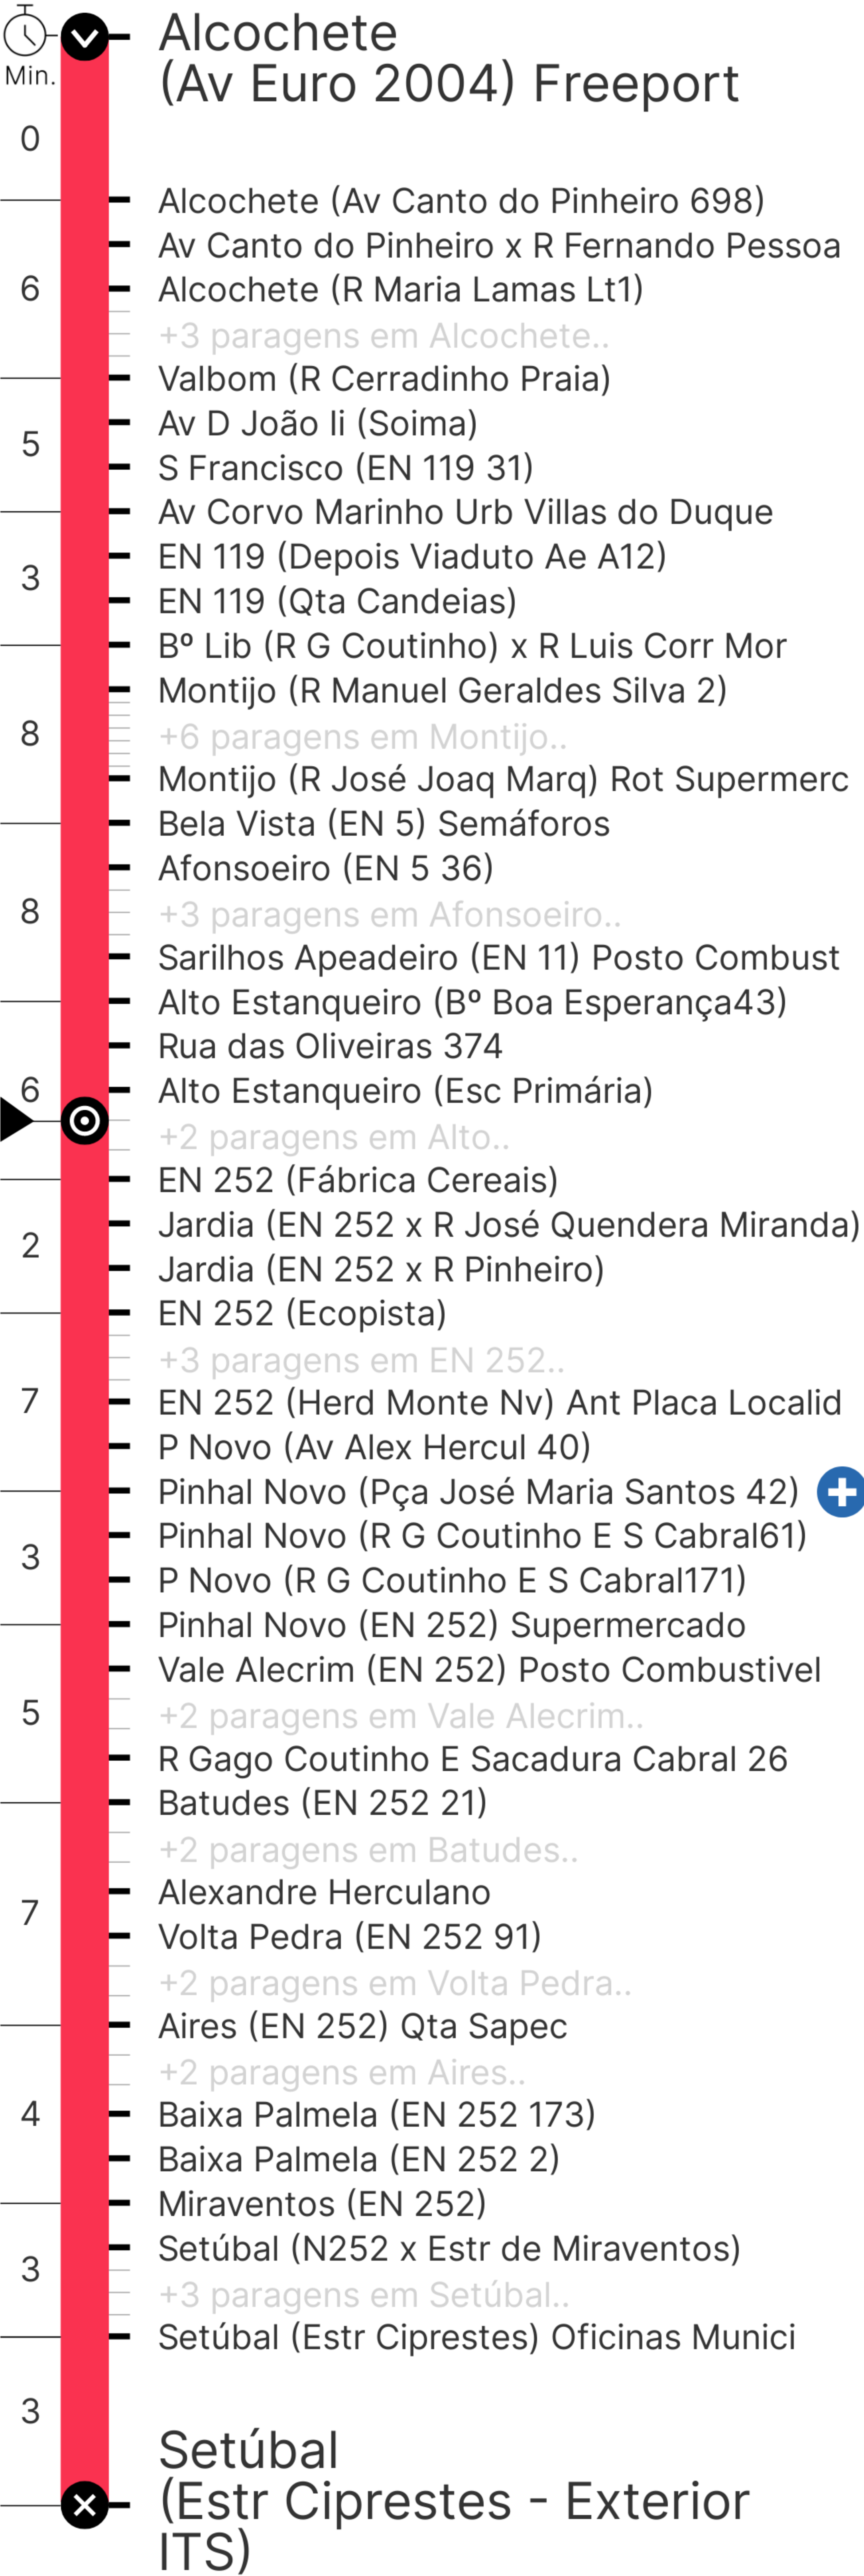 Alcochete
(Av Euro 2004) Freeport
Min.
0
Alcochete (Av Canto do Pinheiro 698)
Av Canto do Pinheiro x R Fernando Pessoa
6
Alcochete (R Maria Lamas Lt1)
+3 paragens em Alcochete..
Valbom (R Cerradinho Praia)
Av D João Ii (Soima)
5
S Francisco (EN 119 31)
Av Corvo Marinho Urb Villas do Duque
EN 119 (Depois Viaduto Ae A12)
3
EN 119 (Qta Candeias)
Bº Lib (R G Coutinho) x R Luis Corr Mor
Montijo (R Manuel Geraldes Silva 2)
8
+6 paragens em Montijo..
Montijo (R José Joaq Marq) Rot Supermerc
Bela Vista (EN 5) Semáforos
Afonsoeiro (EN 5 36)
8
+3 paragens em Afonsoeiro..
Sarilhos Apeadeiro (EN 11) Posto Combust
Alto Estanqueiro (Bº Boa Esperança43)
Rua das Oliveiras 374
6
Alto Estanqueiro (Esc Primária)
+2 paragens em Alto..
EN 252 (Fábrica Cereais)
Jardia (EN 252 x R José Quendera Miranda)
2
Jardia (EN 252 x R Pinheiro)
EN 252 (Ecopista)
+3 paragens em EN 252..
7
EN 252 (Herd Monte Nv) Ant Placa Localid
P Novo (Av Alex Hercul 40)
Pinhal Novo (Pça José Maria Santos 42)
Pinhal Novo (R G Coutinho E S Cabral61)
3
P Novo (R G Coutinho E S Cabral171)
Pinhal Novo (EN 252) Supermercado
Vale Alecrim (EN 252) Posto Combustivel
5
+2 paragens em Vale Alecrim..
R Gago Coutinho E Sacadura Cabral 26
Batudes (EN 252 21)
+2 paragens em Batudes..
Alexandre Herculano
7
Volta Pedra (EN 252 91)
+2 paragens em Volta Pedra..
Aires (EN 252) Qta Sapec
+2 paragens em Aires..
4
Baixa Palmela (EN 252 173)
Baixa Palmela (EN 252 2)
Miraventos (EN 252)
Setúbal (N252 x Estr de Miraventos)
3
+3 paragens em Setúbal..
Setúbal (Estr Ciprestes) Oficinas Munici
3
Setúbal
(Estr Ciprestes - Exterior
ITS)